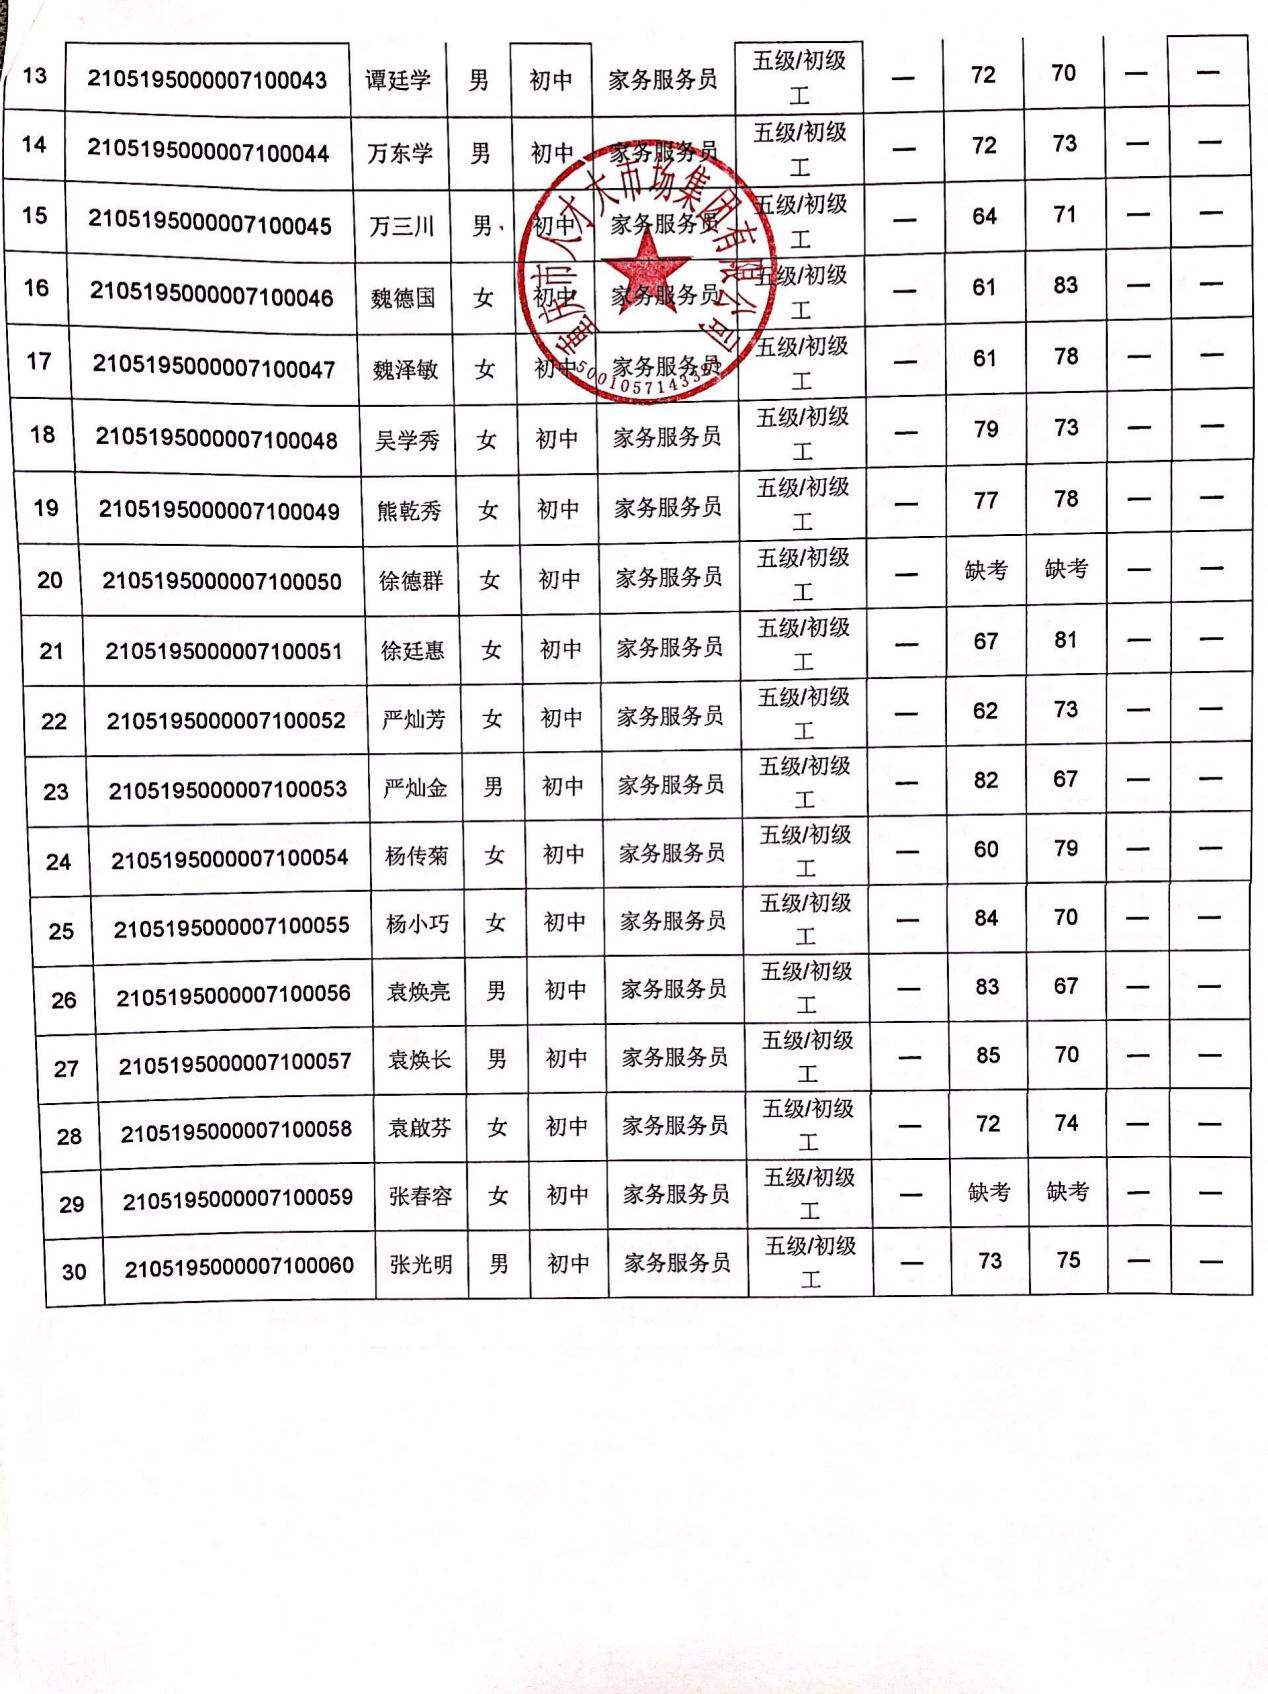 13 2105195000007100043 谭廷学 男 初中 家务服务员 五级/初级工 — 72 70 — —
14 2105195000007100044 万东学 男 初中 家务服务员 五级/初级工 — 72 73 — —
15 2105195000007100045 万三川 男 初中 家务服务员 五级/初级工 — 64 71 — —
16 2105195000007100046 魏德国 女 初中 家务服务员 五级/初级工 — 61 83 — —
17 2105195000007100047 魏泽敏 女 初中 家务服务员 五级/初级工 — 61 78 — —
18 2105195000007100048 吴学秀 女 初中 家务服务员 五级/初级工 — 79 73 — —
19 2105195000007100049 熊乾秀 女 初中 家务服务员 五级/初级工 — 77 78 — —
20 2105195000007100050 徐德群 女 初中 家务服务员 五级/初级工 — 缺考 缺考 — —
21 2105195000007100051 徐廷惠 女 初中 家务服务员 五级/初级工 — 67 81 — —
22 2105195000007100052 严灿芳 女 初中 家务服务员 五级/初级工 — 62 73 — —
23 2105195000007100053 严灿金 男 初中 家务服务员 五级/初级工 — 82 67 — —
24 2105195000007100054 杨传菊 女 初中 家务服务员 五级/初级工 — 60 79 — —
25 2105195000007100055 杨小巧 女 初中 家务服务员 五级/初级工 — 84 70 — —
26 2105195000007100056 袁焕亮 男 初中 家务服务员 五级/初级工 — 83 67 — —
27 2105195000007100057 袁焕长 男 初中 家务服务员 五级/初级工 — 85 70 — —
28 2105195000007100058 袁啟芬 女 初中 家务服务员 五级/初级工 — 72 74 — —
29 2105195000007100059 张春容 女 初中 家务服务员 五级/初级工 — 缺考 缺考 — —
30 2105195000007100060 张光明 男 初中 家务服务员 五级/初级工 — 73 75 — —
重庆市人才大市场集团有限公司